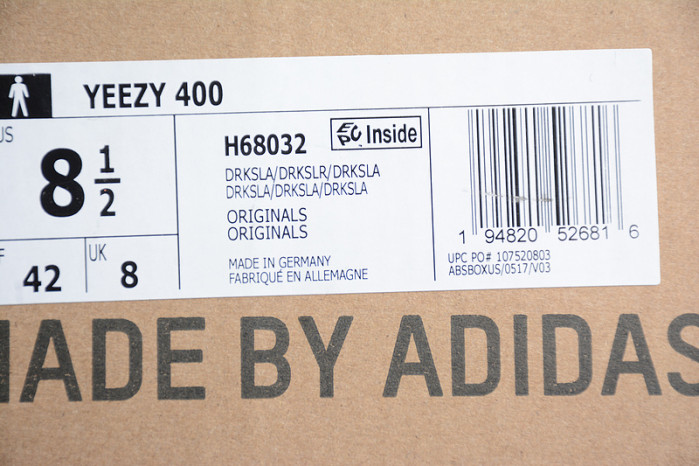 YEEZY 400
US
8 1/2
F
42
UK
8
H68032
EPC Inside
DRKSLA/DRKSLR/DRKSLA
DRKSLA/DRKSLA/DRKSLA
ORIGINALS
ORIGINALS
MADE IN GERMANY
FABRIQUÉ EN ALLEMAGNE
1 94820 52681 6
UPC PO# 107520803
ABSBOXUS/0517/V03
MADE BY ADIDAS